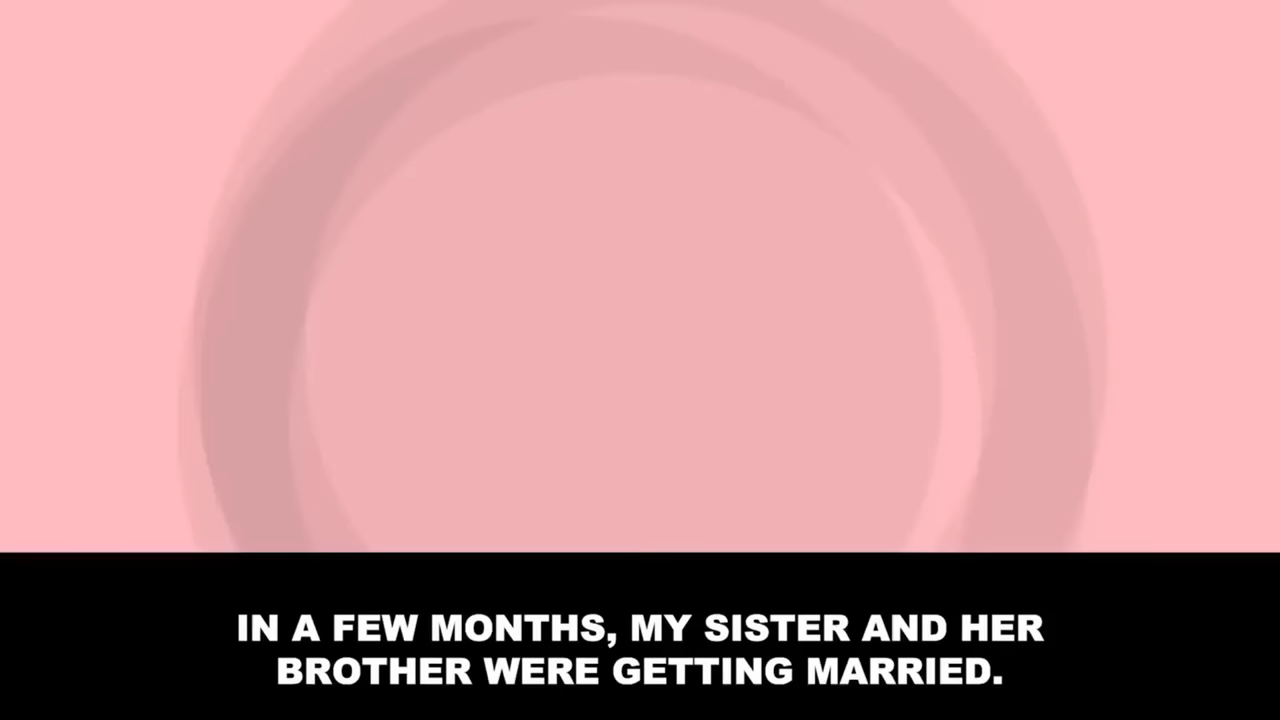 IN A FEW MONTHS, MY SISTER AND HER
BROTHER WERE GETTING MARRIED.